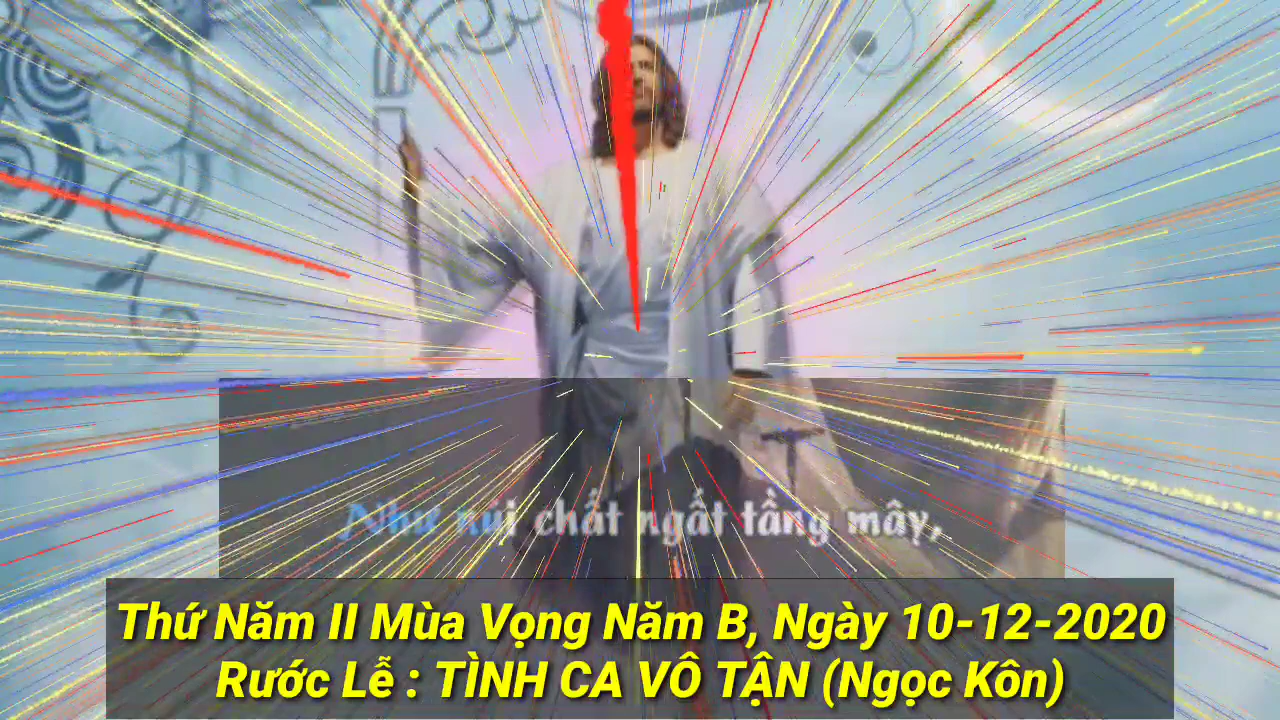 Như núi chất ngất tầng mây,
Thứ Năm II Mùa Vọng Năm B, Ngày 10-12-2020
Rước Lễ : TÌNH CA VÔ TẬN (Ngọc Kôn)